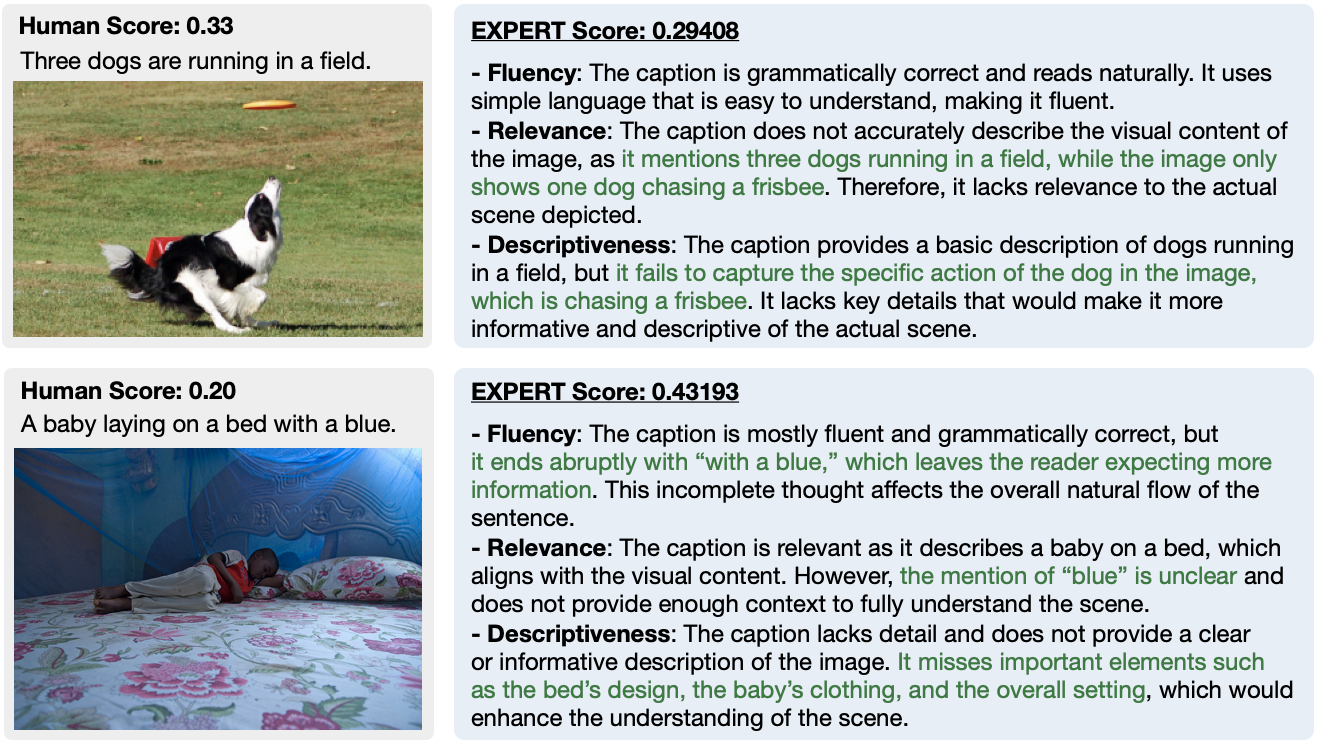 Human Score: 0.33
Three dogs are running in a field.
EXPERT Score: 0.29408
- Fluency: The caption is grammatically correct and reads naturally. It uses
simple language that is easy to understand, making it fluent.
- Relevance: The caption does not accurately describe the visual content of
the image, as it mentions three dogs running in a field, while the image only
shows one dog chasing a frisbee. Therefore, it lacks relevance to the actual
scene depicted.
- Descriptiveness: The caption provides a basic description of dogs running
in a field, but it fails to capture the specific action of the dog in the image,
which is chasing a frisbee. It lacks key details that would make it more
informative and descriptive of the actual scene.
Human Score: 0.20
A baby laying on a bed with a blue.
EXPERT Score: 0.43193
- Fluency: The caption is mostly fluent and grammatically correct, but
it ends abruptly with “with a blue,” which leaves the reader expecting more
information. This incomplete thought affects the overall natural flow of the
sentence.
- Relevance: The caption is relevant as it describes a baby on a bed, which
aligns with the visual content. However, the mention of “blue” is unclear and
does not provide enough context to fully understand the scene.
- Descriptiveness: The caption lacks detail and does not provide a clear
or informative description of the image. It misses important elements such
as the bed’s design, the baby’s clothing, and the overall setting, which would
enhance the understanding of the scene.